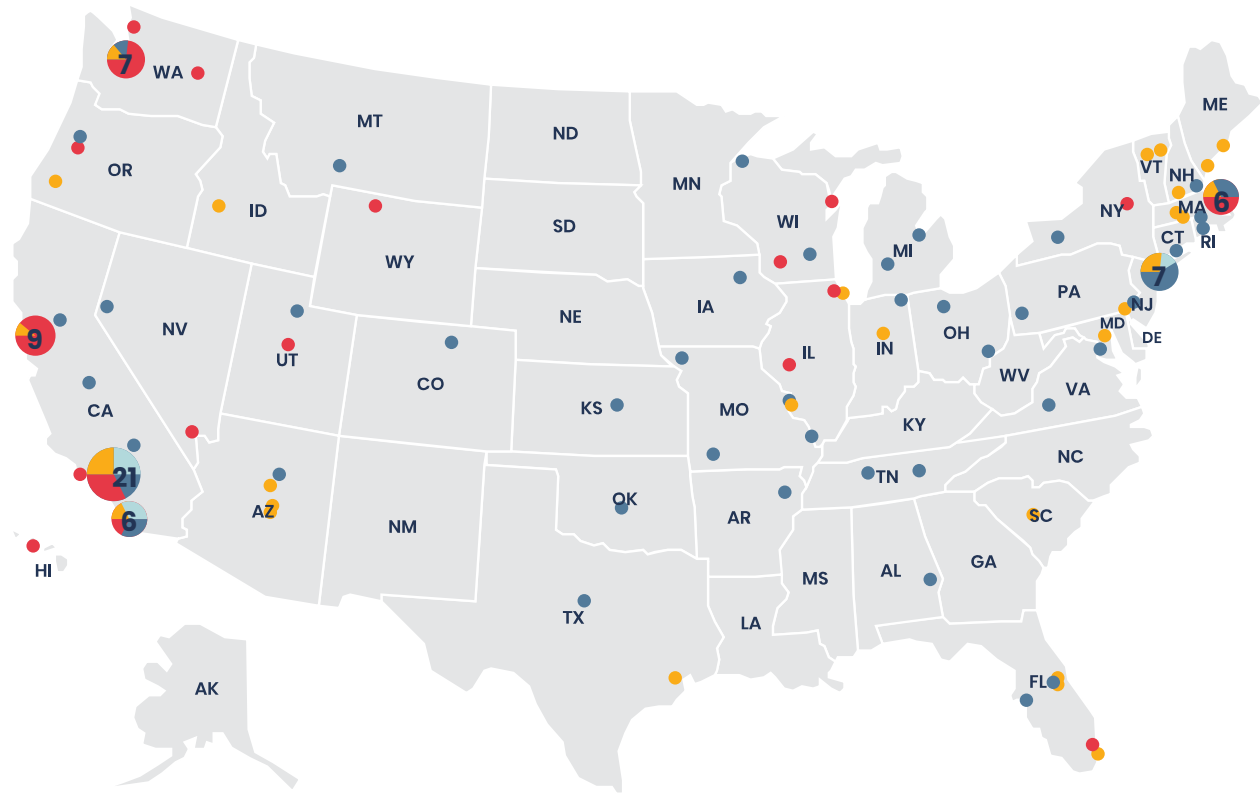 ME
7
WA
MT
ND
VT
OR
MN
NH
6
ID
NY
MA
WI
SD
CT
RI
MI
WY
7
PA
NJ
IA
NE
MD
9
NV
OH
DE
IN
UT
IL
WV
CO
VA
KS
MO
CA
KY
NC
21
TN
OK
AZ
SC
AR
6
NM
GA
HI
AL
MS
TX
LA
FL
AK